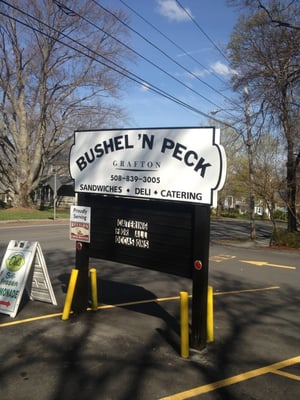 BUSHEL 'N PECK
GRAFTON
508-839-3005
SANDWICHES • DELI • CATERING
Proudly
Serving
CATERING
FOR ALL
OCCASIONS